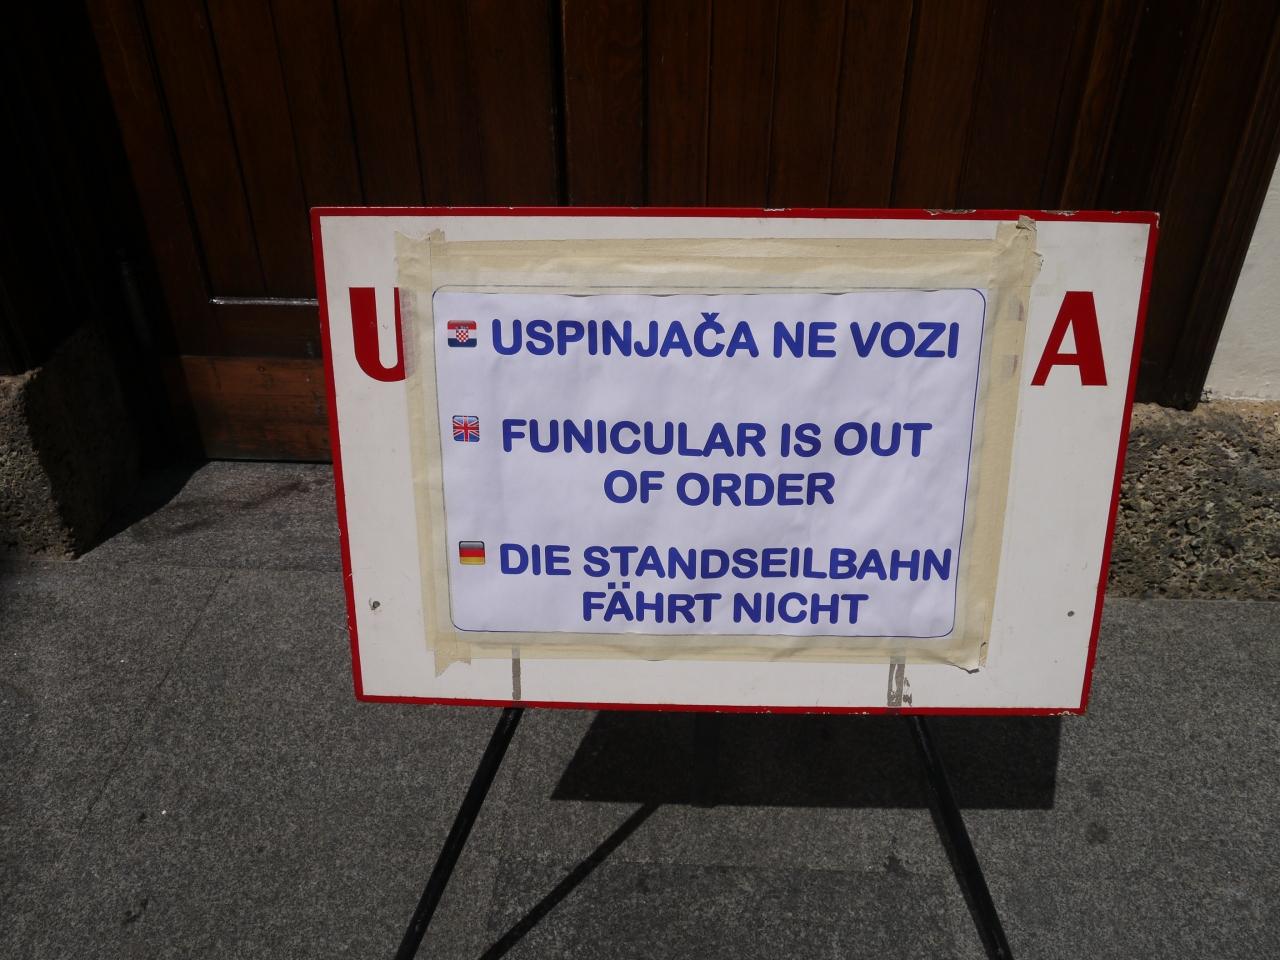 U A
USPINJAČA NE VOZI
FUNICULAR IS OUT
OF ORDER
DIE STANDSEILBAHN
FÄHRT NICHT